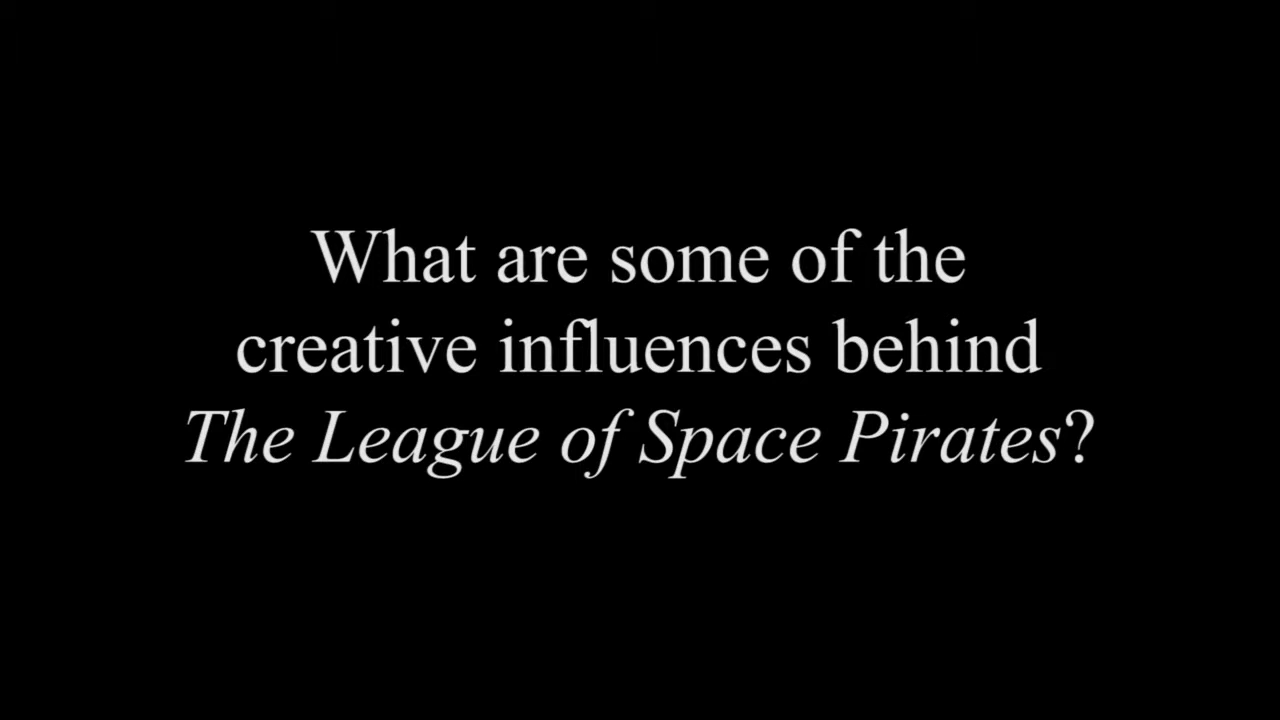 What are some of the
creative influences behind
The League of Space Pirates?